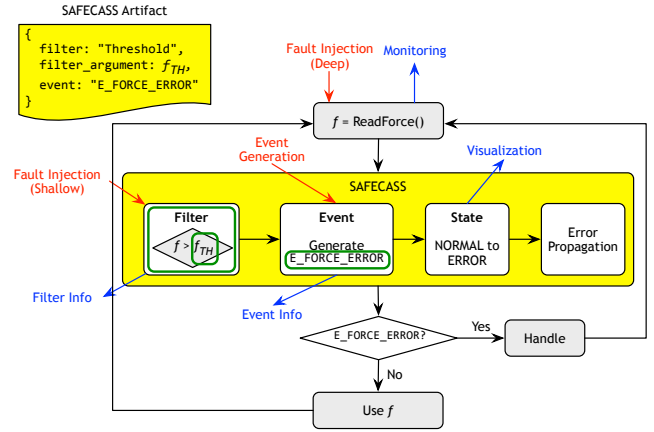 SAFECASS Artifact
{
filter: "Threshold",
filter_argument: f_TH,
event: "E_FORCE_ERROR"
}
Fault Injection
(Deep)
Monitoring
f = ReadForce()
Event
Generation
Visualization
Fault Injection
(Shallow)
SAFECASS
Filter
f > f_TH
Event
Generate
E_FORCE_ERROR
State
NORMAL to
ERROR
Error
Propagation
Filter Info
Event Info
E_FORCE_ERROR?
Yes
Handle
No
Use f